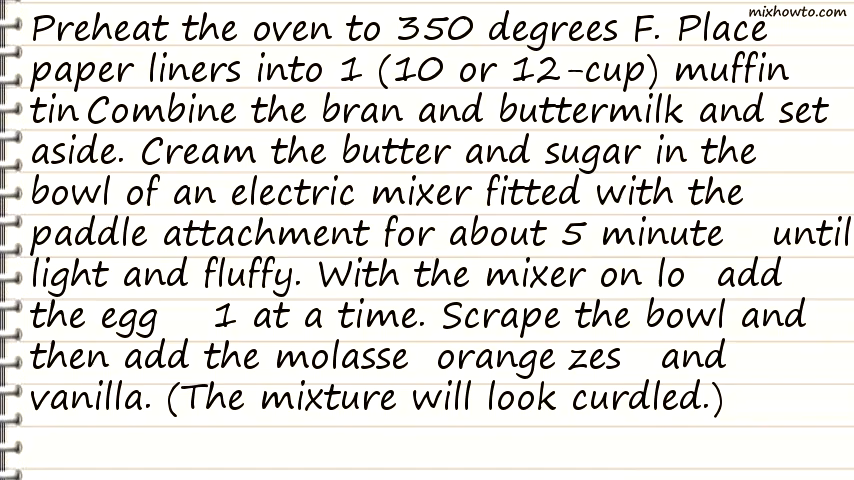 mixhowto.com
Preheat the oven to 350 degrees F. Place
paper liners into 1 (10 or 12-cup) muffin
tin Combine the bran and buttermilk and set
aside. Cream the butter and sugar in the
bowl of an electric mixer fitted with the
paddle attachment for about 5 minute until
light and fluffy. With the mixer on lo add
the egg 1 at a time. Scrape the bowl and
then add the molasse orange zes and
vanilla. (The mixture will look curdled.)